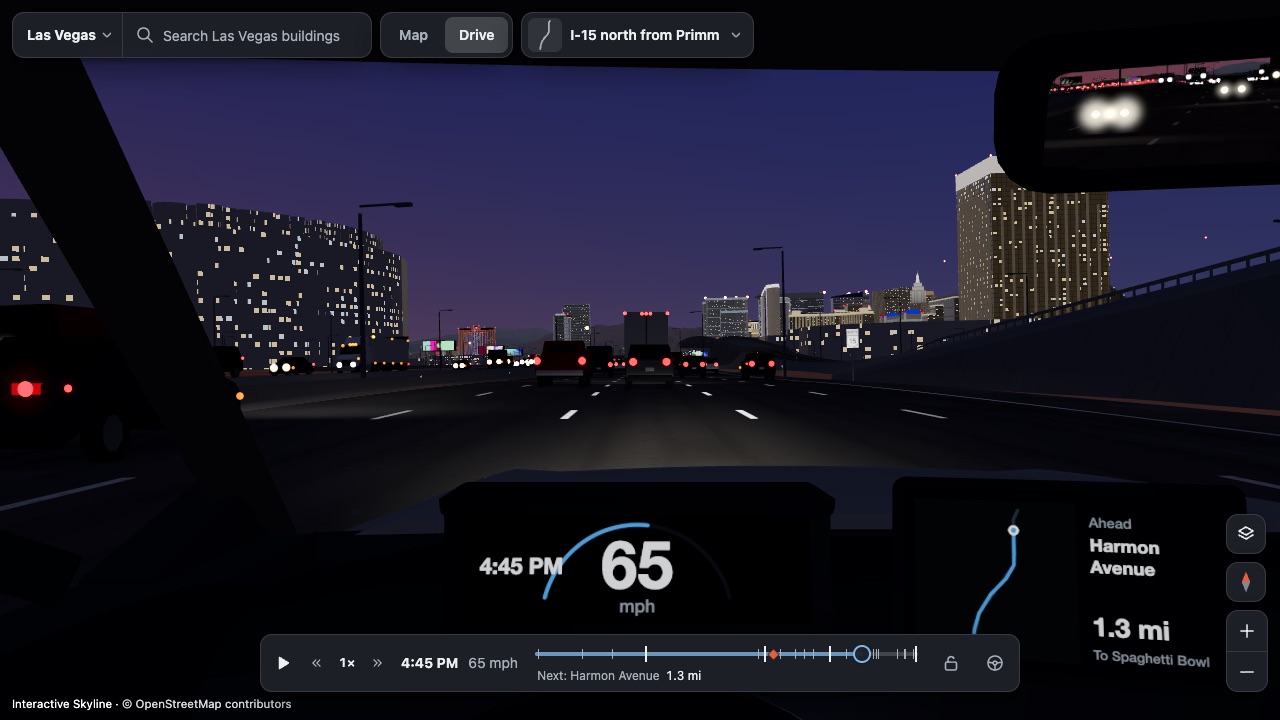 Las Vegas
Search Las Vegas buildings
Map
Drive
I-15 north from Primm
4:45 PM
65
mph
Ahead
Harmon
Avenue
1.3 mi
To Spaghetti Bowl
1×
4:45 PM
65 mph
Next: Harmon Avenue 1.3 mi
Interactive Skyline · © OpenStreetMap contributors